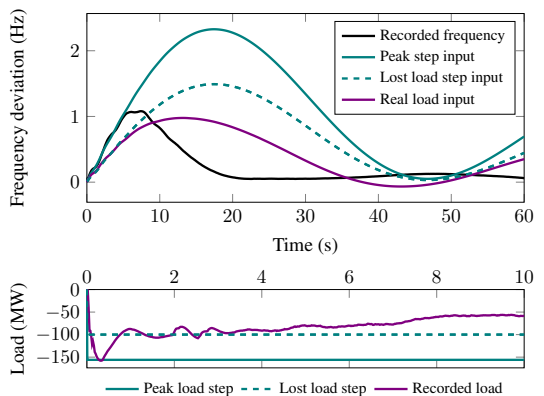 Frequency deviation (Hz)
2
1
0
Recorded frequency
Peak step input
Lost load step input
Real load input
0 10 20 30 40 50 60
Time (s)
0 2 4 6 8 10
Load (MW)
0
−50
−100
−150
Peak load step Lost load step Recorded load